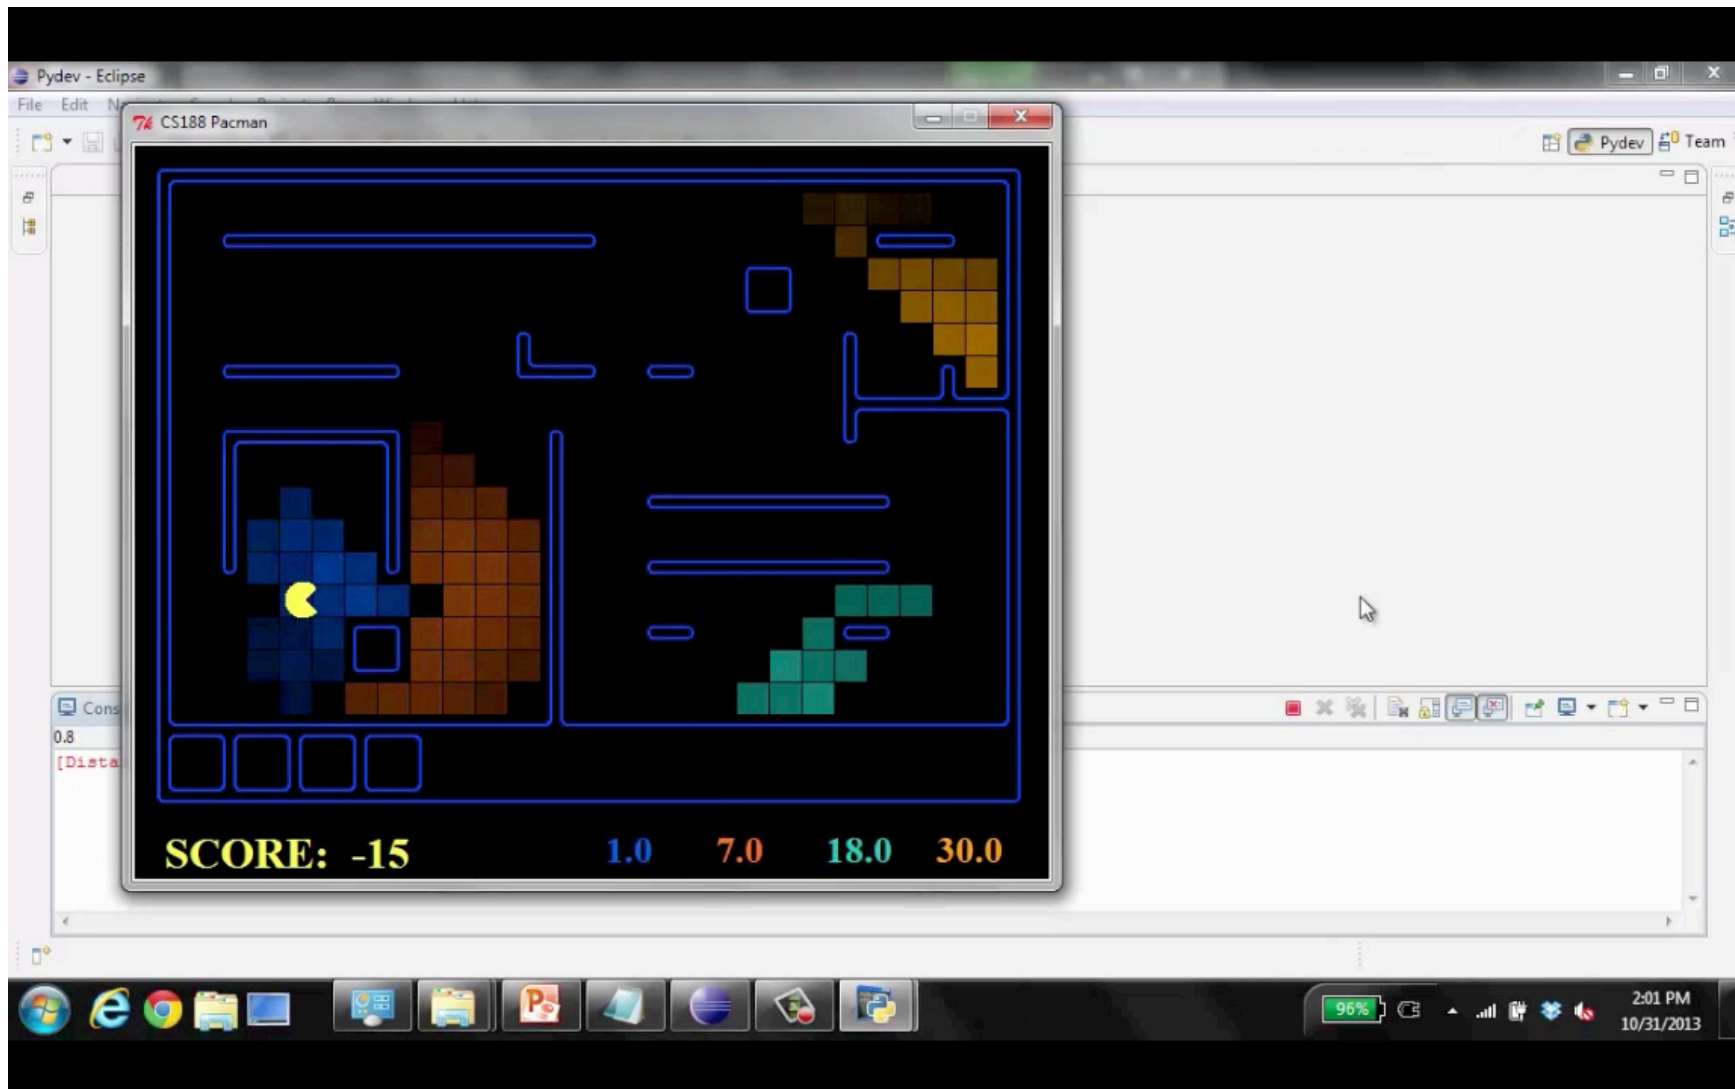 Pydev - Eclipse
File Edit
CS188 Pacman
Pydev
Team
0.8
[Dista
SCORE: -15
1.0 7.0 18.0 30.0
96%
2:01 PM
10/31/2013